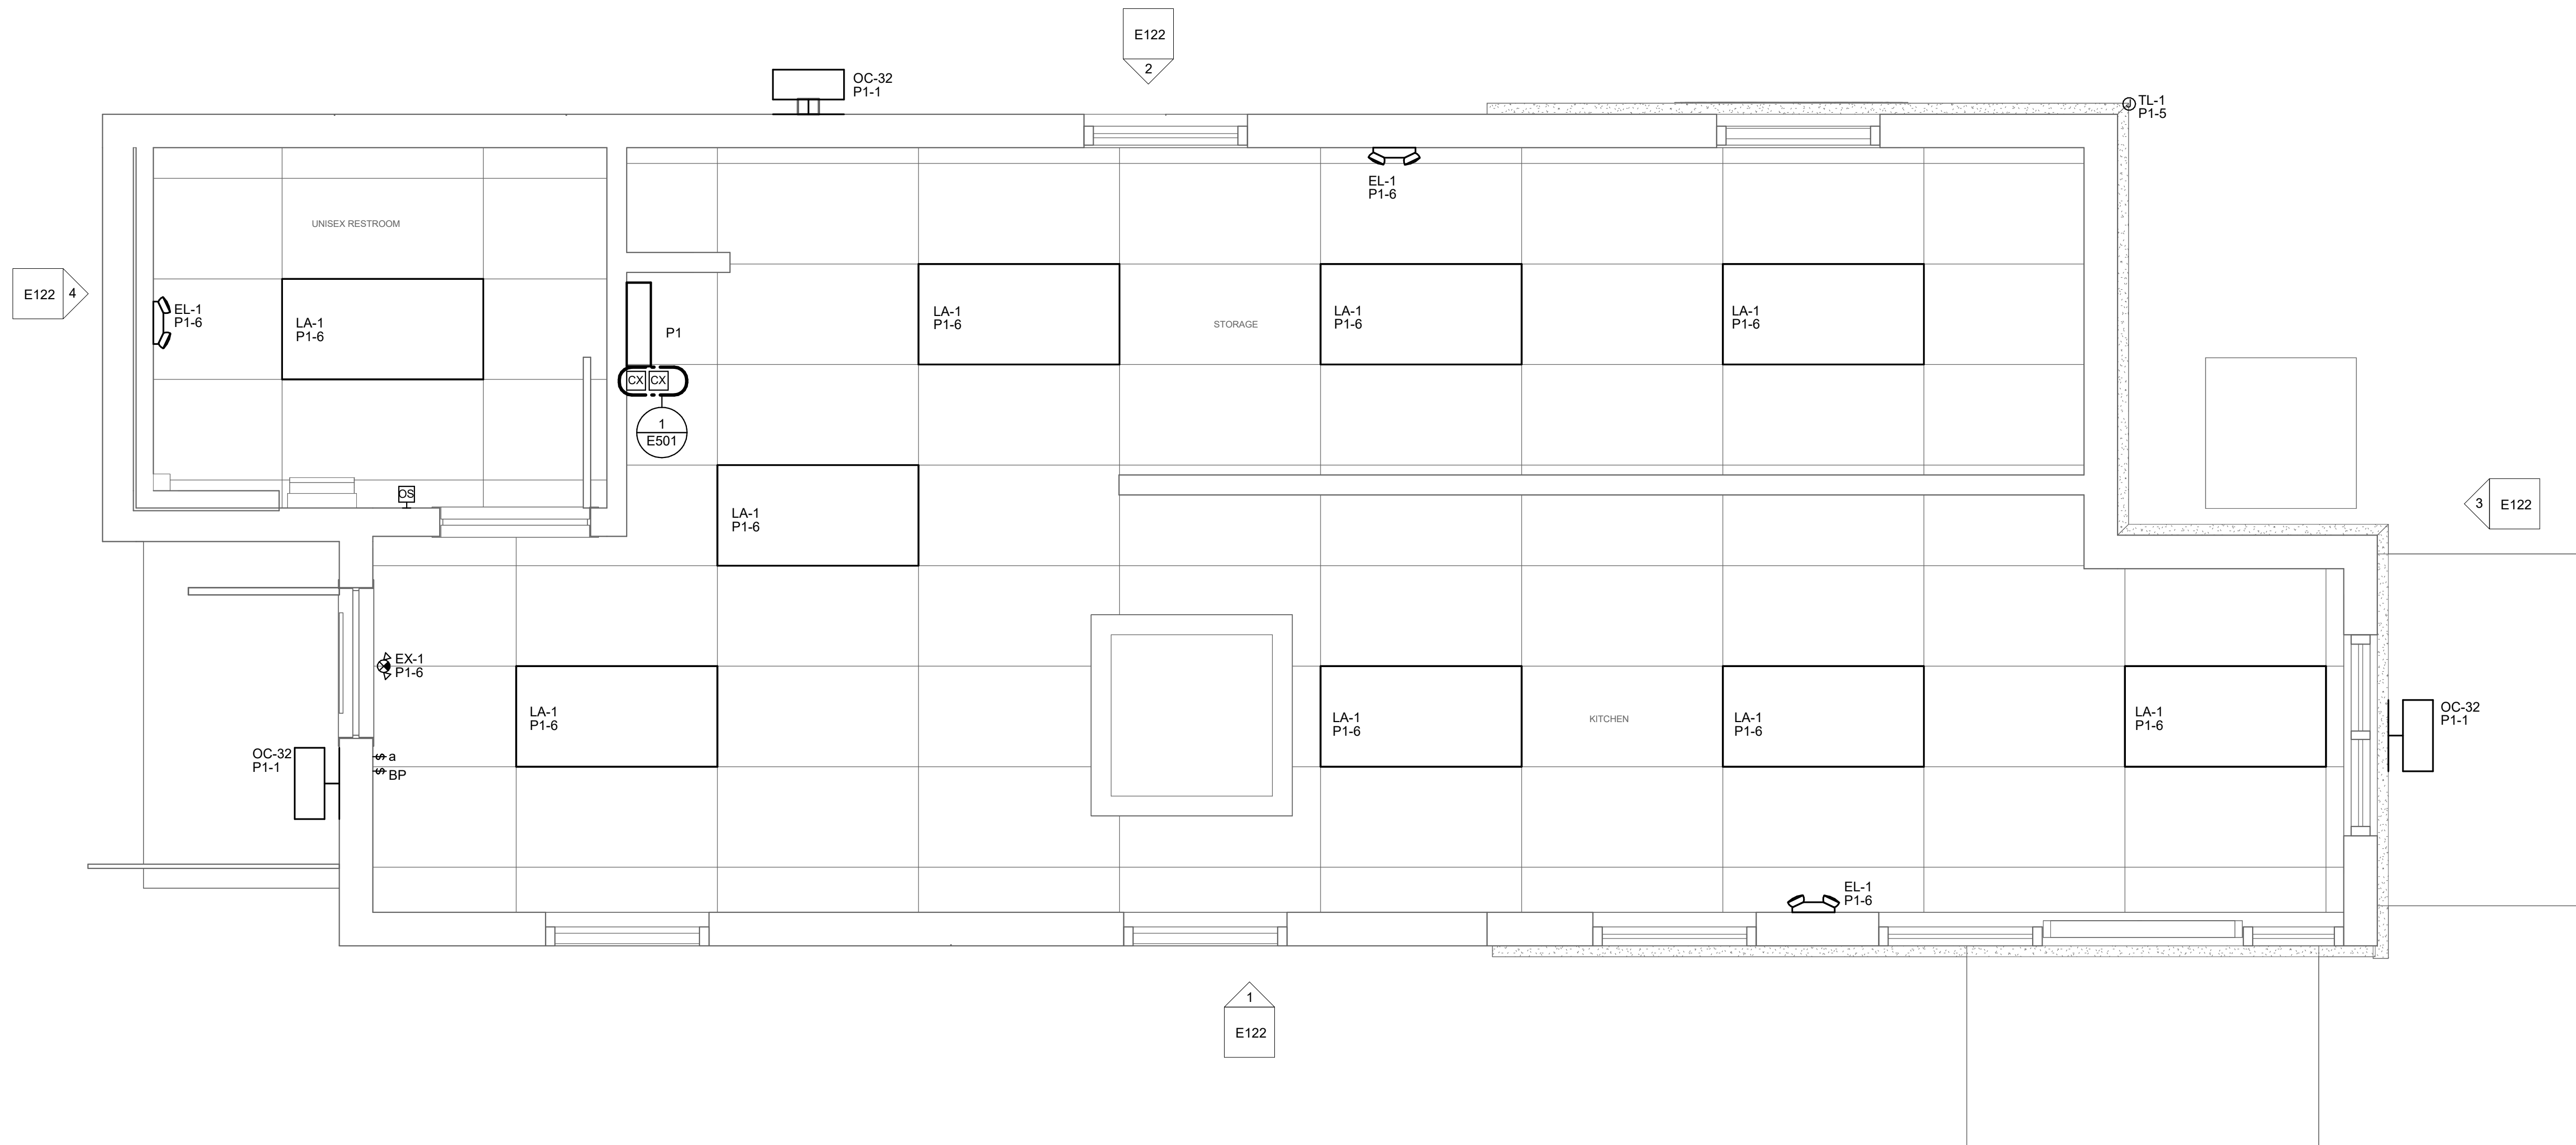 E122
2
OC-32
P1-1
TL-1
P1-5
EL-1
P1-6
UNISEX RESTROOM
E122
4
EL-1
P1-6
LA-1
P1-6
P1
LA-1
P1-6
STORAGE
LA-1
P1-6
LA-1
P1-6
CX
CX
1
E501
OS
LA-1
P1-6
3
E122
EX-1
P1-6
LA-1
P1-6
LA-1
P1-6
KITCHEN
LA-1
P1-6
LA-1
P1-6
OC-32
P1-1
OC-32
P1-1
$ a
$ BP
EL-1
P1-6
1
E122